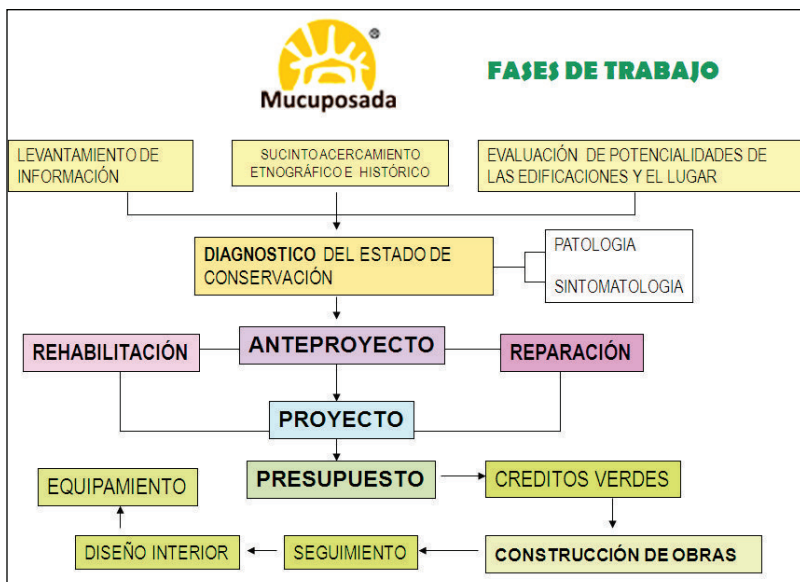 ®
Mucuposada
FASES DE TRABAJO
LEVANTAMIENTO DE
INFORMACIÓN
SUCINTO ACERCAMIENTO
ETNOGRÁFICO E HISTÓRICO
EVALUACIÓN DE POTENCIALIDADES DE
LAS EDIFICACIONES Y EL LUGAR
DIAGNOSTICO DEL ESTADO DE
CONSERVACIÓN
PATOLOGIA
SINTOMATOLOGIA
REHABILITACIÓN
ANTEPROYECTO
REPARACIÓN
PROYECTO
PRESUPUESTO
CREDITOS VERDES
EQUIPAMIENTO
DISEÑO INTERIOR
SEGUIMIENTO
CONSTRUCCIÓN DE OBRAS